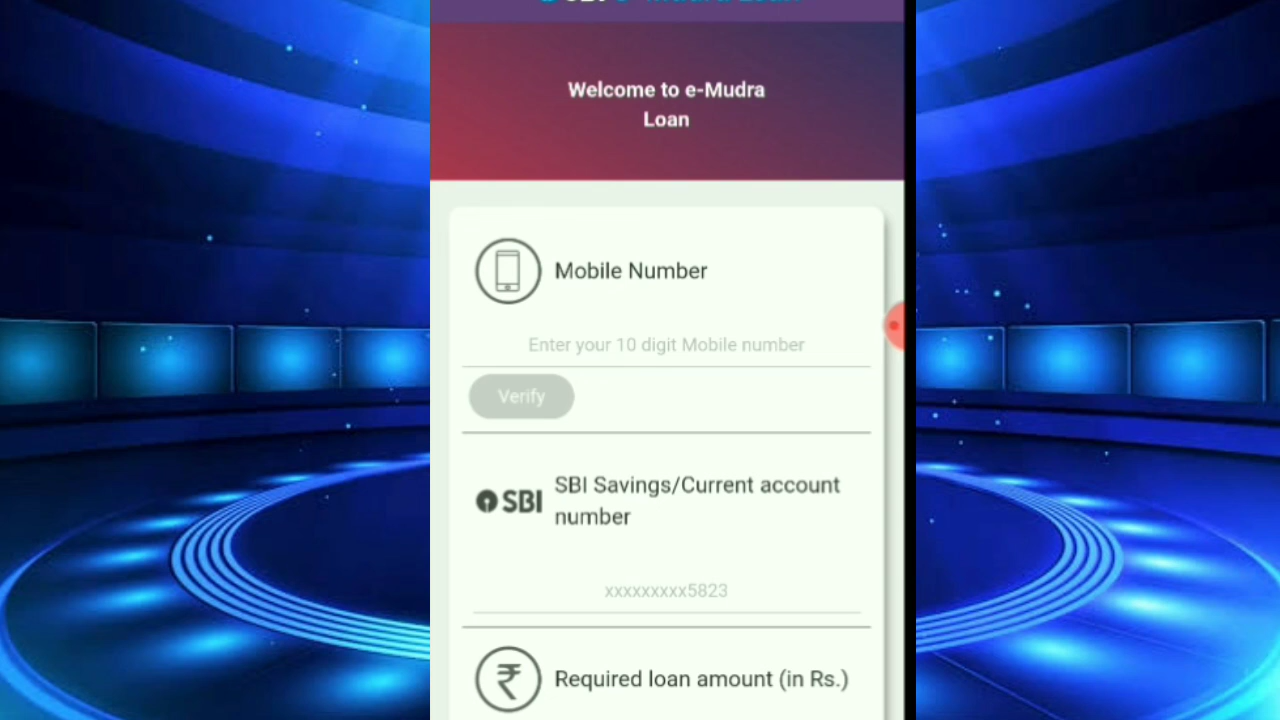 Welcome to e-Mudra
Loan
Mobile Number
Enter your 10 digit Mobile number
Verify
SBI
SBI Savings/Current account
number
xxxxxxxxx5823
Required loan amount (in Rs.)